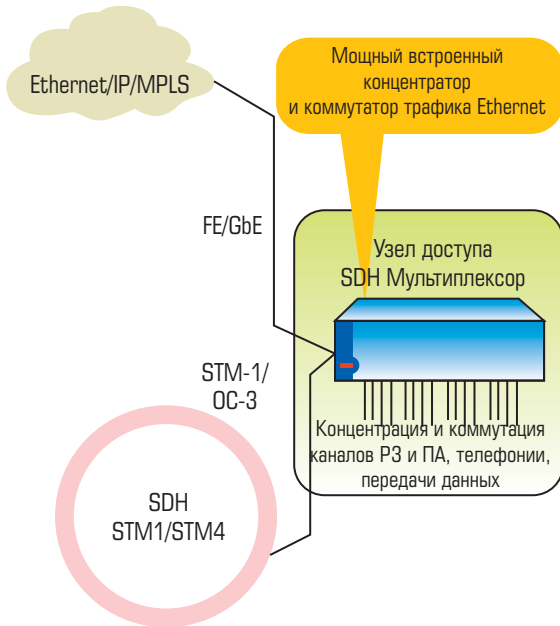 Ethernet/IP/MPLS
Мощный встроенный
концентратор
и коммутатор трафика Ethernet
FE/GbE
Узел доступа
SDH Мультиплексор
STM-1/
OC-3
Концентрация и коммутация
каналов РЗ и ПА, телефонии,
передачи данных
SDH
STM1/STM4